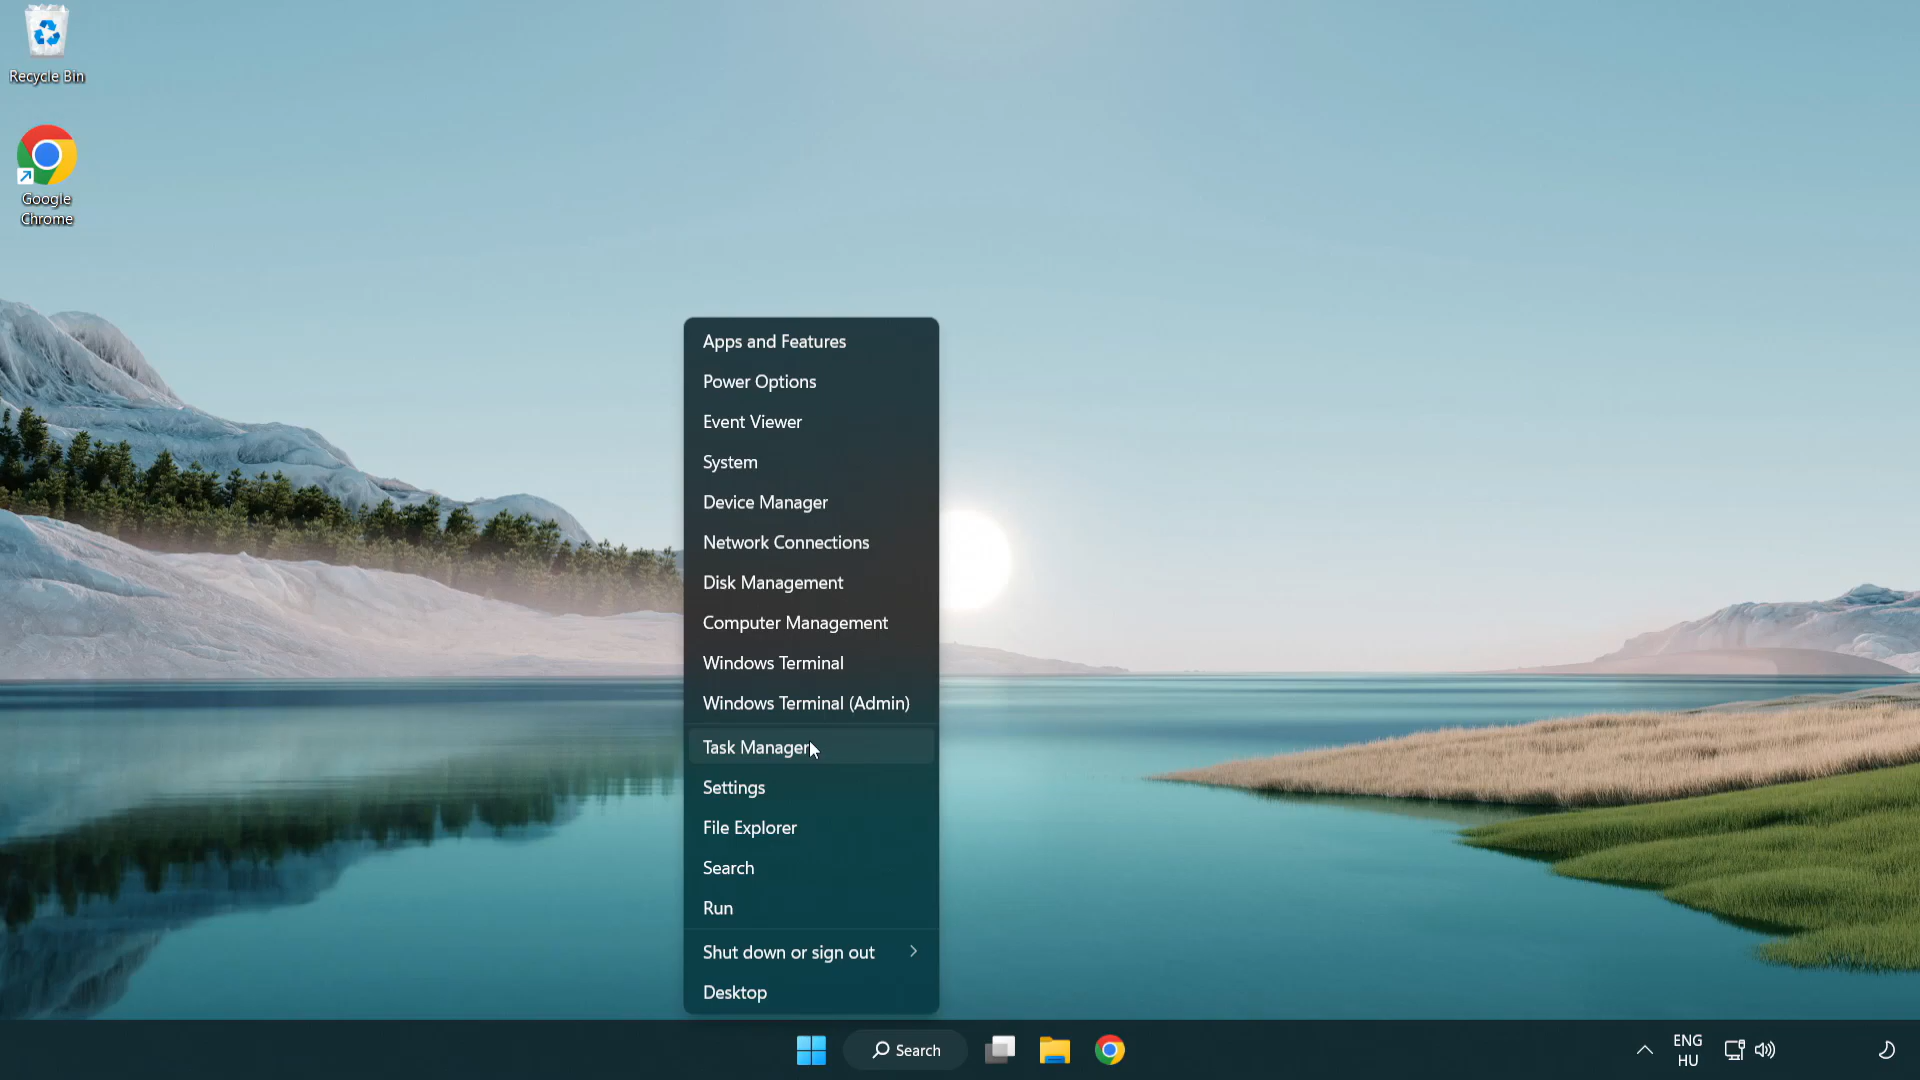 Recycle Bin
Google
Chrome
Apps and Features
Power Options
Event Viewer
System
Device Manager
Network Connections
Disk Management
Computer Management
Windows Terminal
Windows Terminal (Admin)
Task Manager
Settings
File Explorer
Search
Run
Shut down or sign out
Desktop
Search
ENG
HU